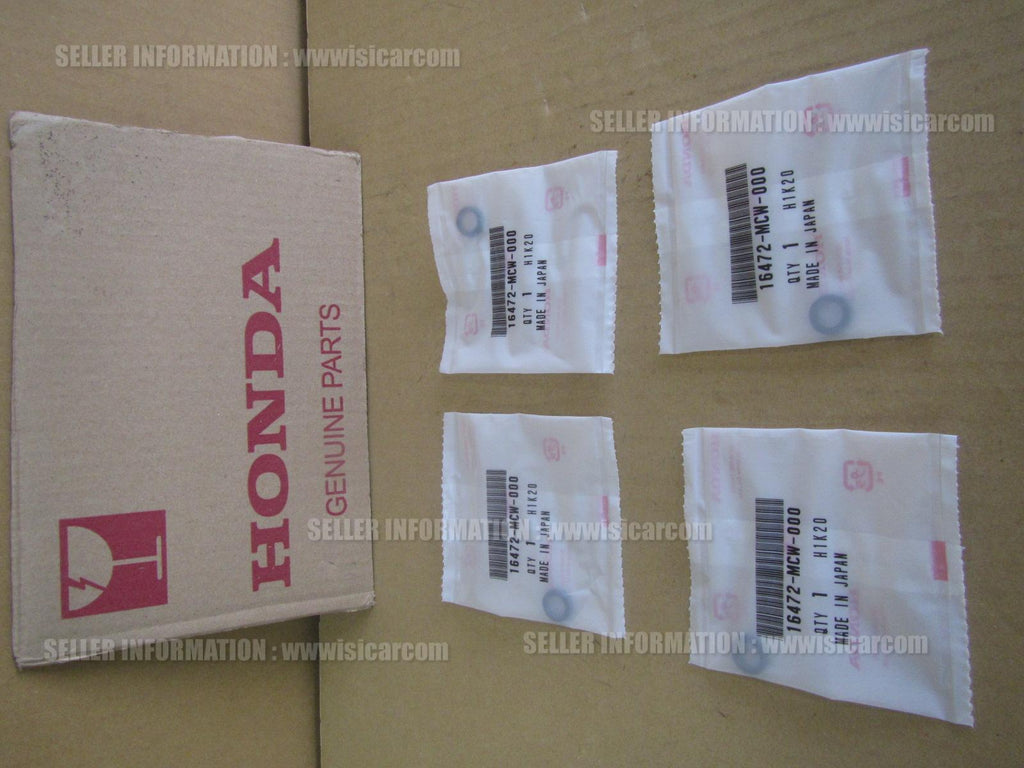 SELLER INFORMATION : wwwisicarcom
SELLER INFORMATION : wwwisicarcom
HONDA
GENUINE PARTS
16472-MCW-000
QTY 1 H1K20
MADE IN JAPAN
16472-MCW-000
QTY 1 H1K20
MADE IN JAPAN
16472-MCW-000
QTY 1 H1K20
MADE IN JAPAN
16472-MCW-000
QTY 1 H1K20
MADE IN JAPAN
HONDA
HONDA
SELLER INFORMATION : wwwisicarcom
SELLER INFORMATION : wwwisicarcom
SELLER INFORMATION : wwwisicarcom